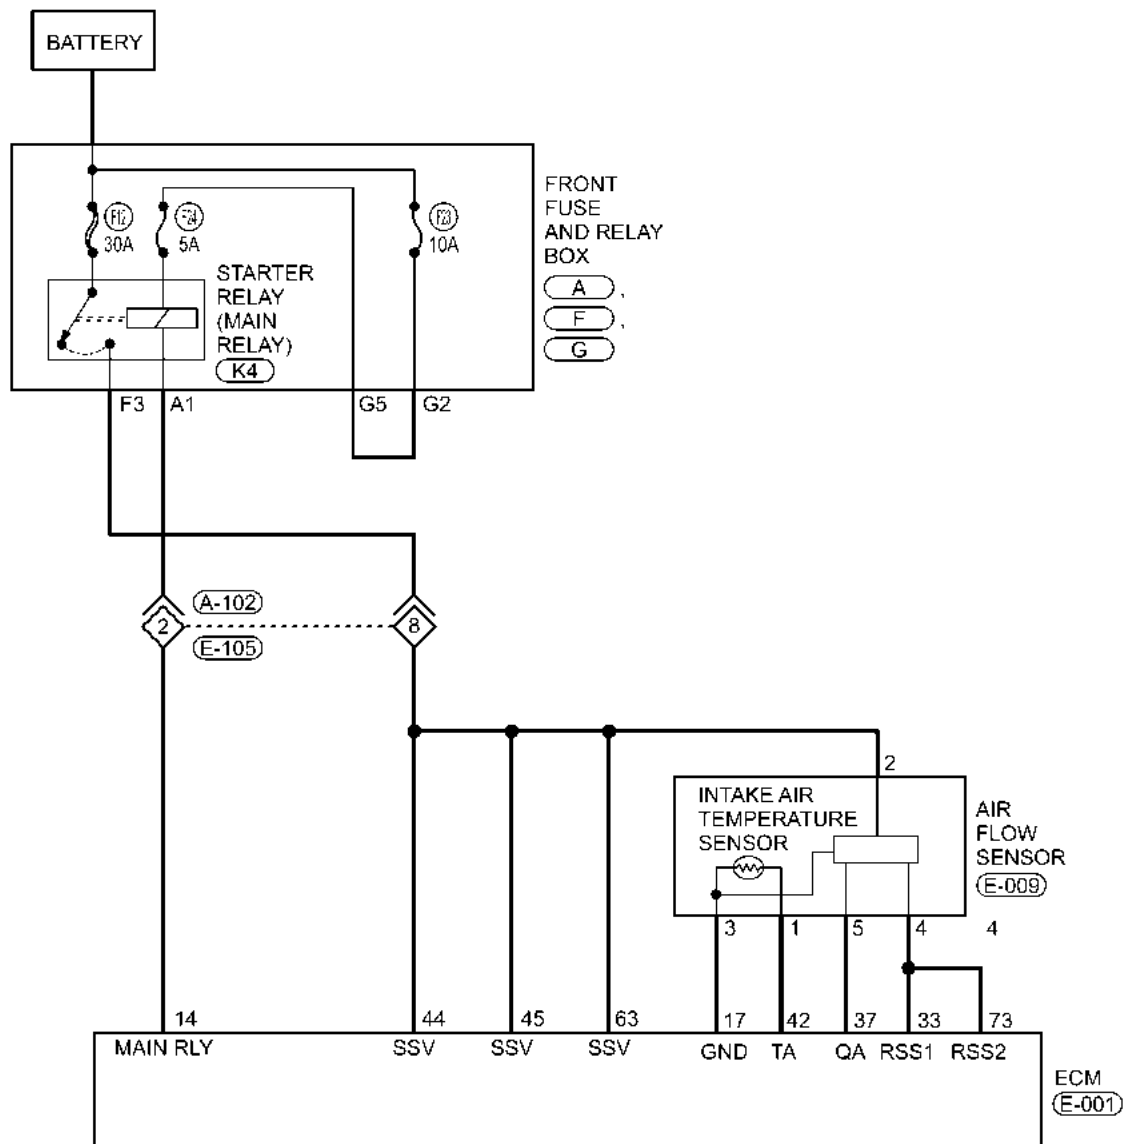 BATTERY
FRONT
FUSE
AND RELAY
BOX
A ,
F ,
G
F12
30A
F24
5A
F23
10A
STARTER
RELAY
(MAIN
RELAY)
K4
F3
A1
G5
G2
A-102
2
8
E-105
2
INTAKE AIR
TEMPERATURE
SENSOR
AIR
FLOW
SENSOR
E-009
3
1
5
4
4
14
44
45
63
17
42
37
33
73
MAIN RLY
SSV
SSV
SSV
GND
TA
QA
RSS1
RSS2
ECM
E-001